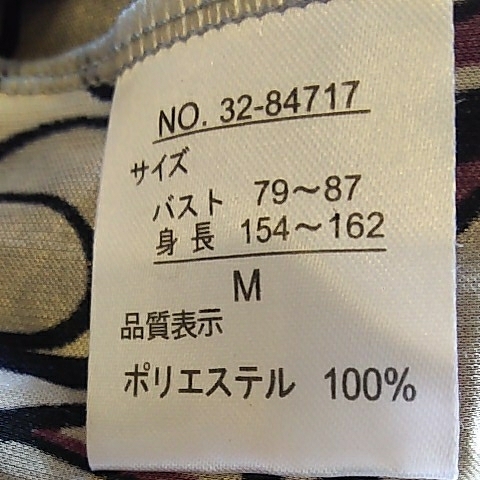 NO. 32-84717
サイズ
バスト 79〜87
身長 154〜162
M
品質表示
ポリエステル 100%